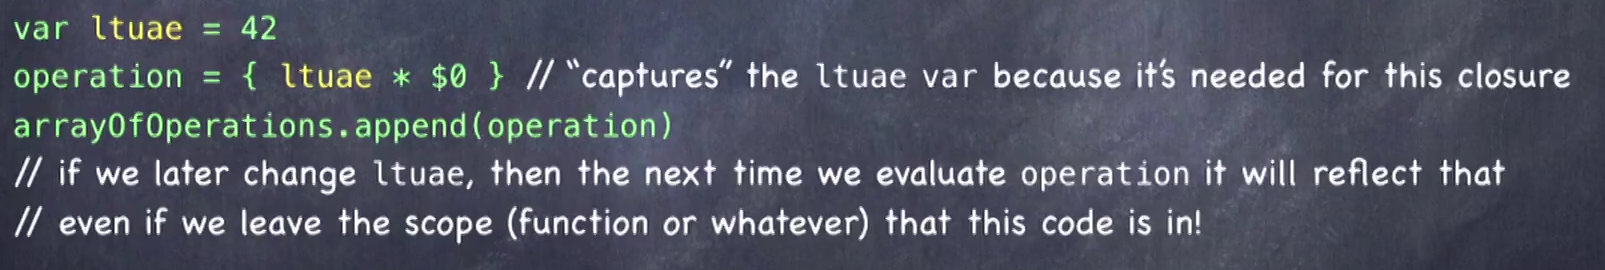 var ltuae = 42
operation = { ltuae * $0 } // “captures” the ltuae var because it’s needed for this closure
arrayOfOperations.append(operation)
// if we later change ltuae, then the next time we evaluate operation it will reflect that
// even if we leave the scope (function or whatever) that this code is in!